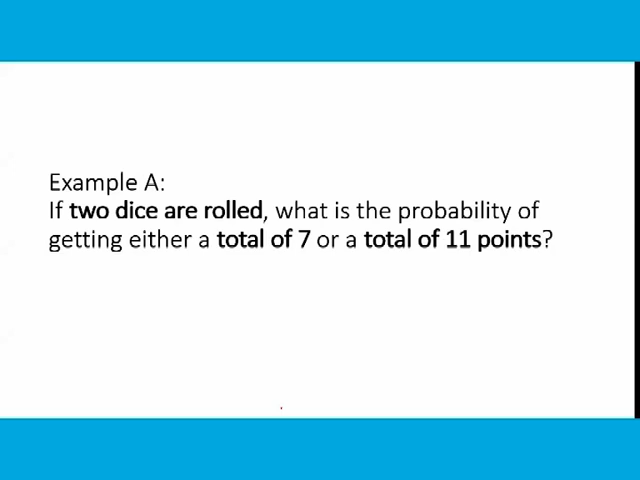 Example A:
If two dice are rolled, what is the probability of
getting either a total of 7 or a total of 11 points?